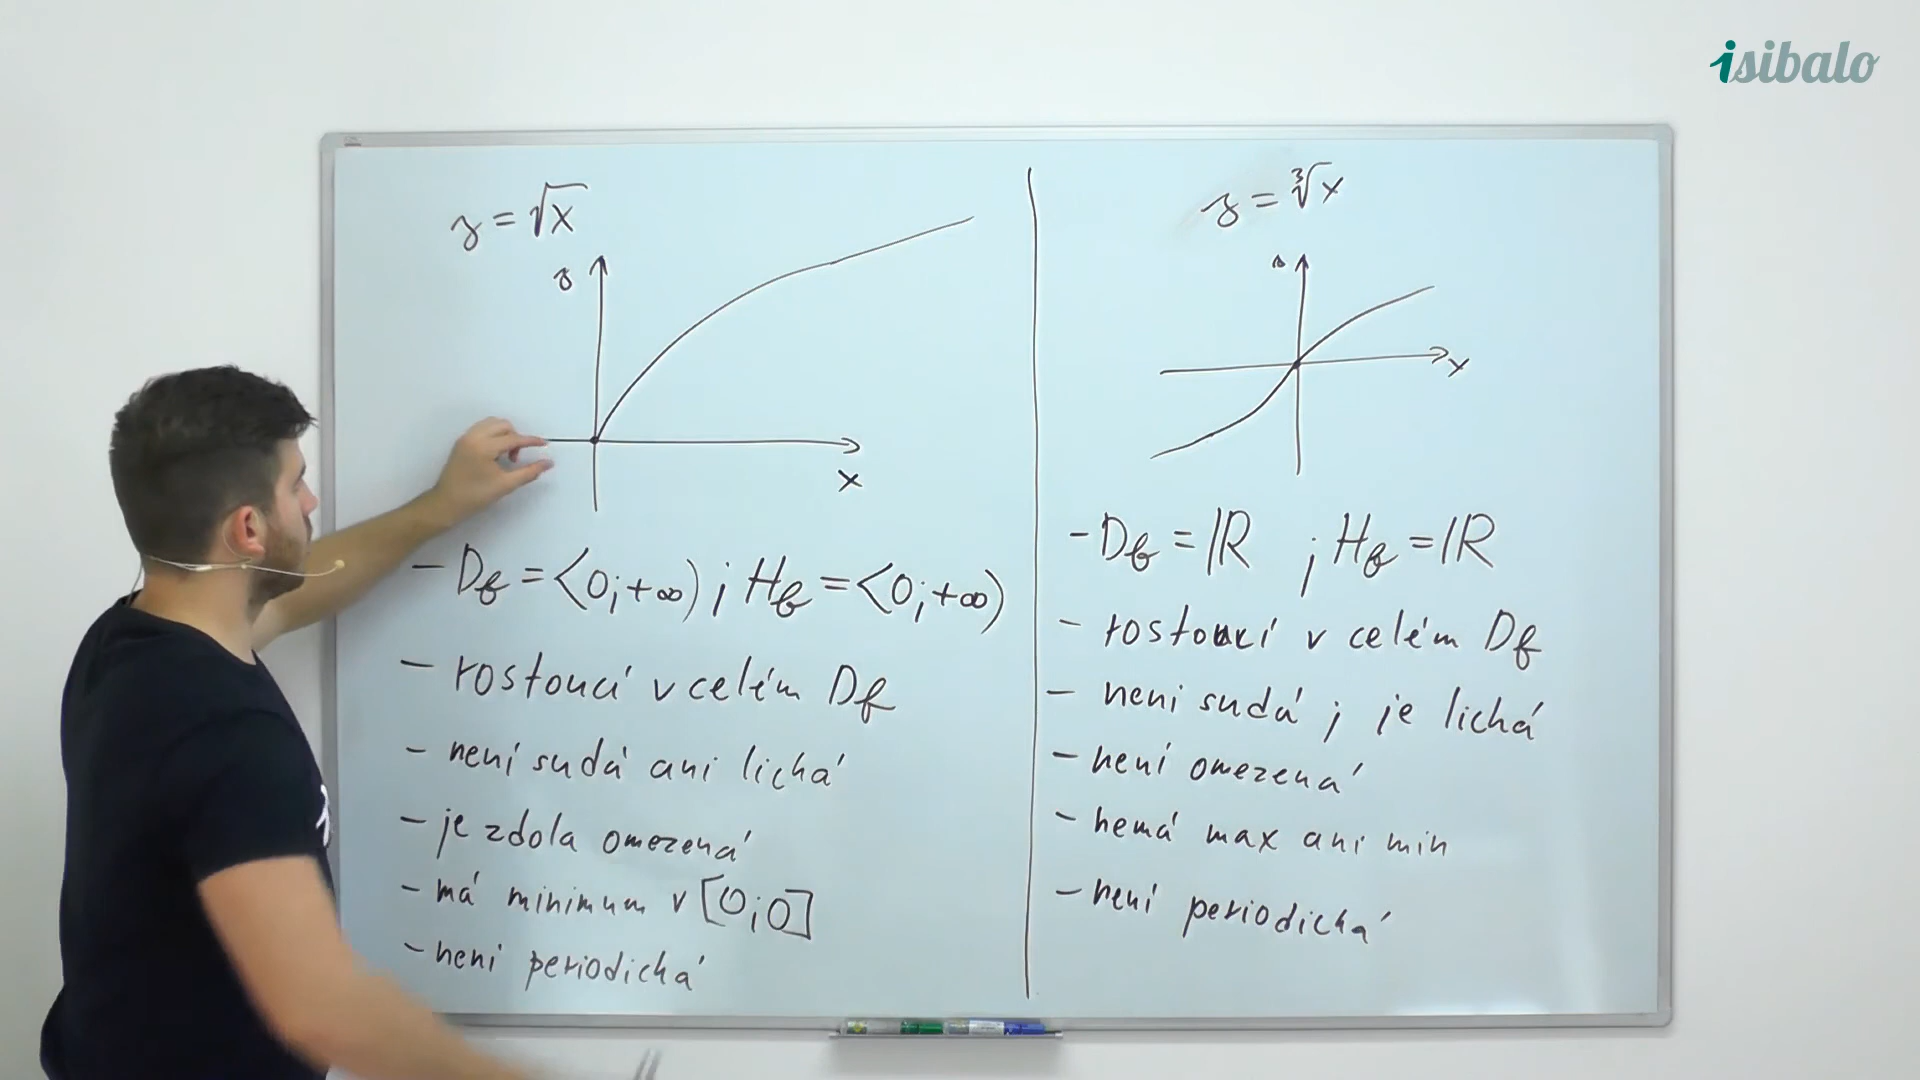 isibalo
y = √x
y
x
- Df = <0;+∞) ; Hf = <0;+∞)
- rostoucí v celém Df
- není sudá ani lichá
- je zdola omezená
- má minimum v [0;0]
- není periodická
y = ∛x
x
- Df = ℝ ; Hf = ℝ
- rostoucí v celém Df
- není sudá ; je lichá
- není omezená
- nemá max ani min
- není periodická